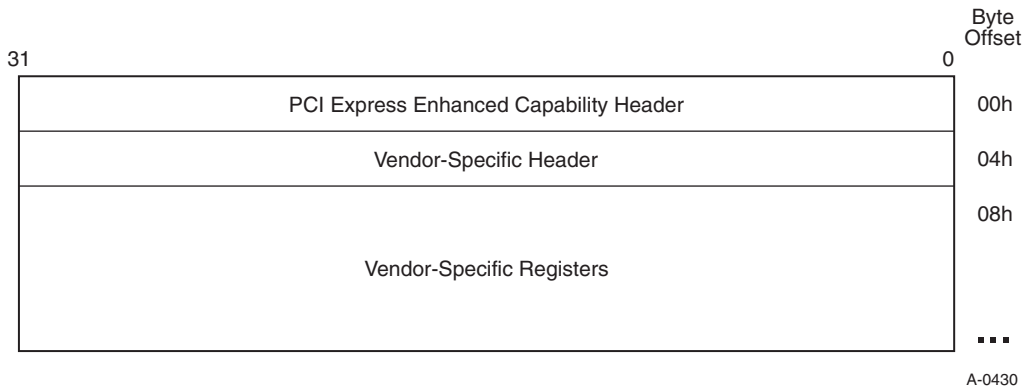 Byte
Offset
31 0
PCI Express Enhanced Capability Header 00h
Vendor-Specific Header 04h
08h
Vendor-Specific Registers
...
A-0430